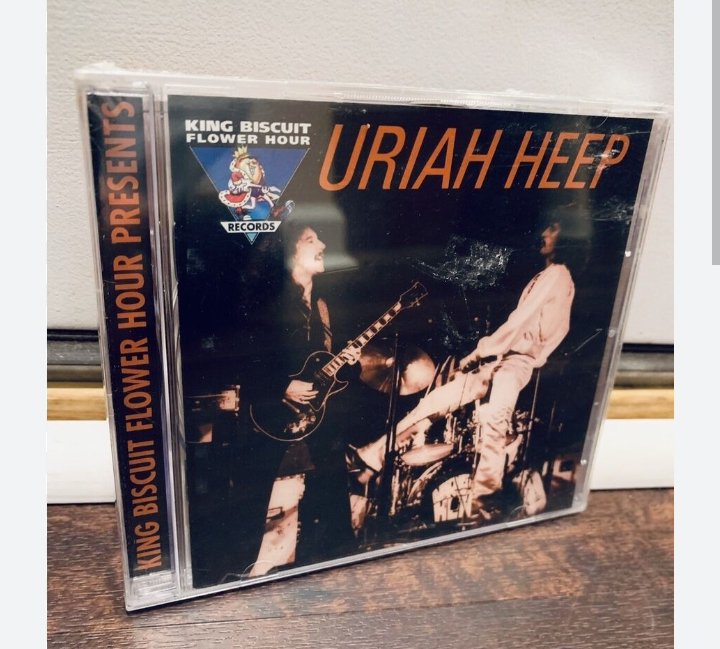 KING BISCUIT FLOWER HOUR PRESENTS
KING BISCUIT
FLOWER HOUR
RECORDS
URIAH HEEP